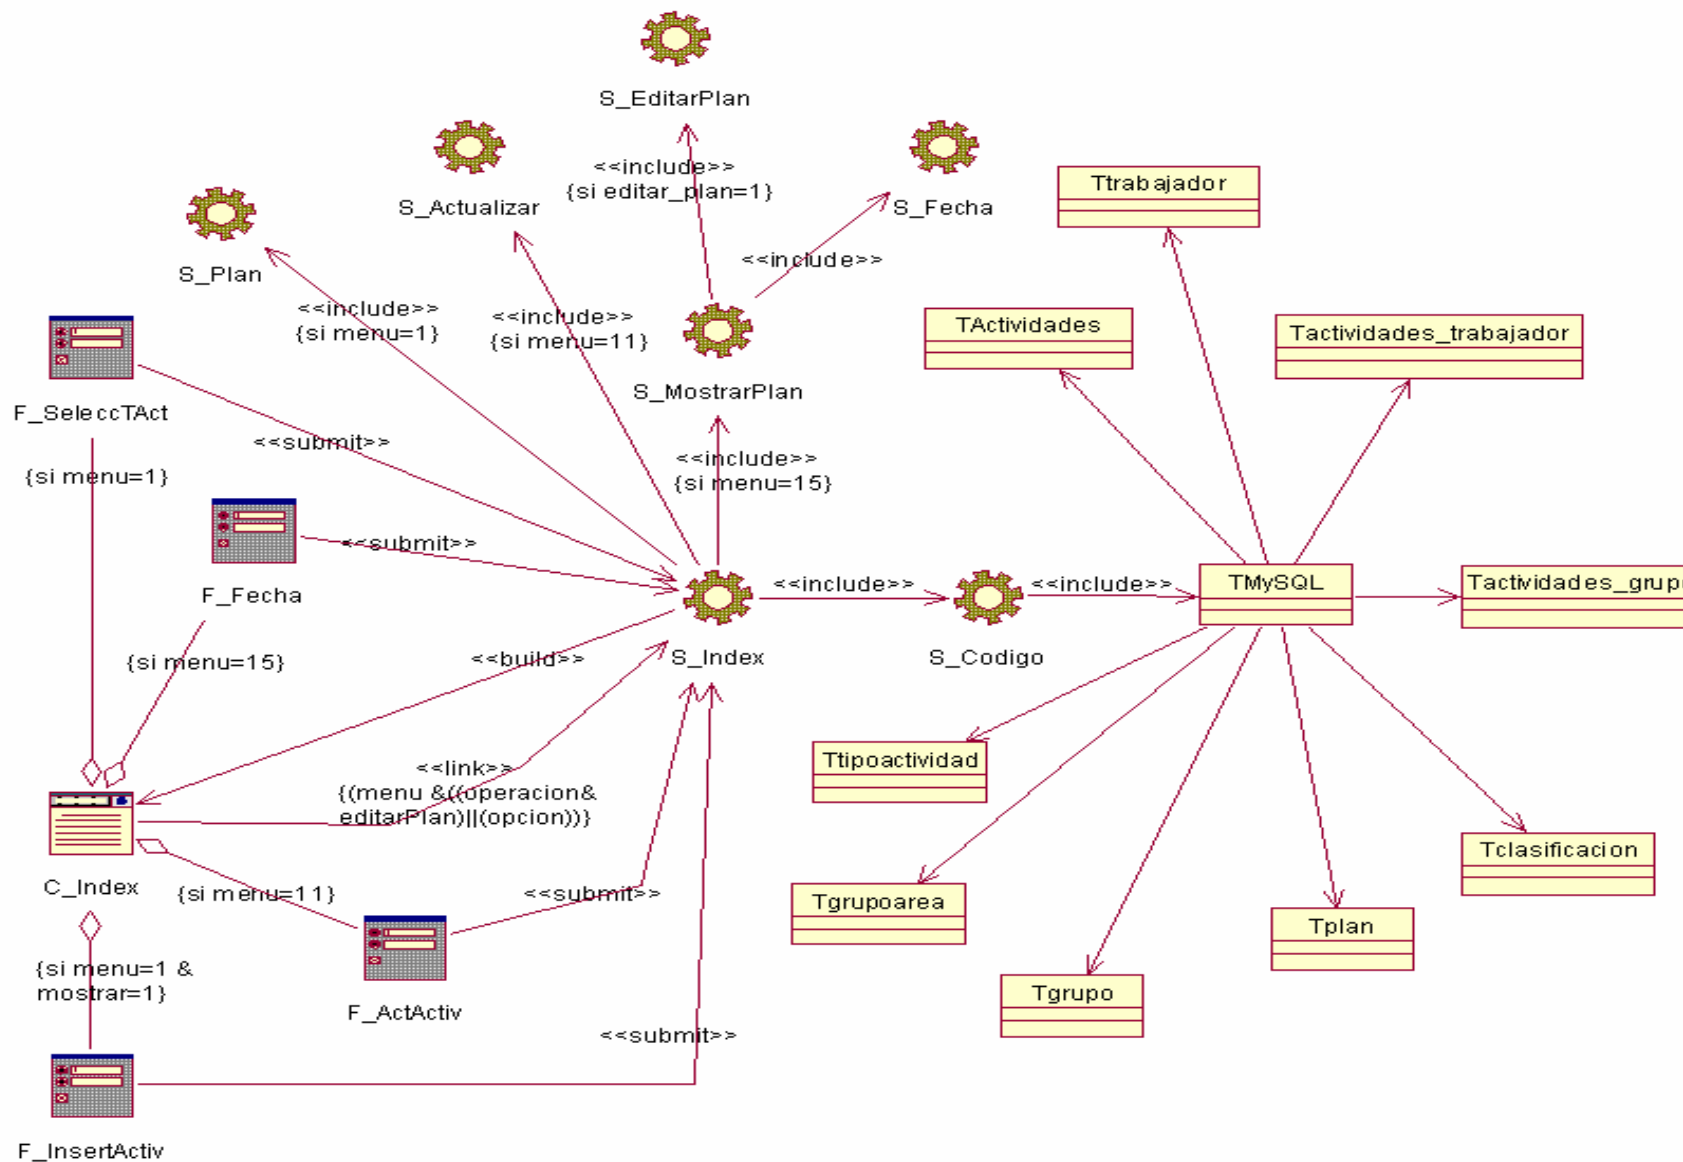 S_EditarPlan
<<include>>
{si editar_plan=1}
S_Fecha
<<include>>
S_Actualizar
S_Plan
<<include>>
{si menu=1}
<<include>>
{si menu=11}
S_MostrarPlan
<<include>>
{si menu=15}
Ttrabajador
TActividades
Tactividades_trabajador
F_SeleccTAct
{si menu=1}
<<submit>>
<<submit>>
F_Fecha
{si menu=15}
S_Index
<<include>>
S_Codigo
<<include>>
TMySQL
Tactividades_grupo
<<build>>
<<link>>
{(menu &((operacion&
editarPlan)||(opcion))}
C_Index
{si menu=11}
<<submit>>
F_ActActiv
{si menu=1 &
mostrar=1}
<<submit>>
F_InsertActiv
Ttipoactividad
Tgrupoarea
Tgrupo
Tplan
Tclasificacion